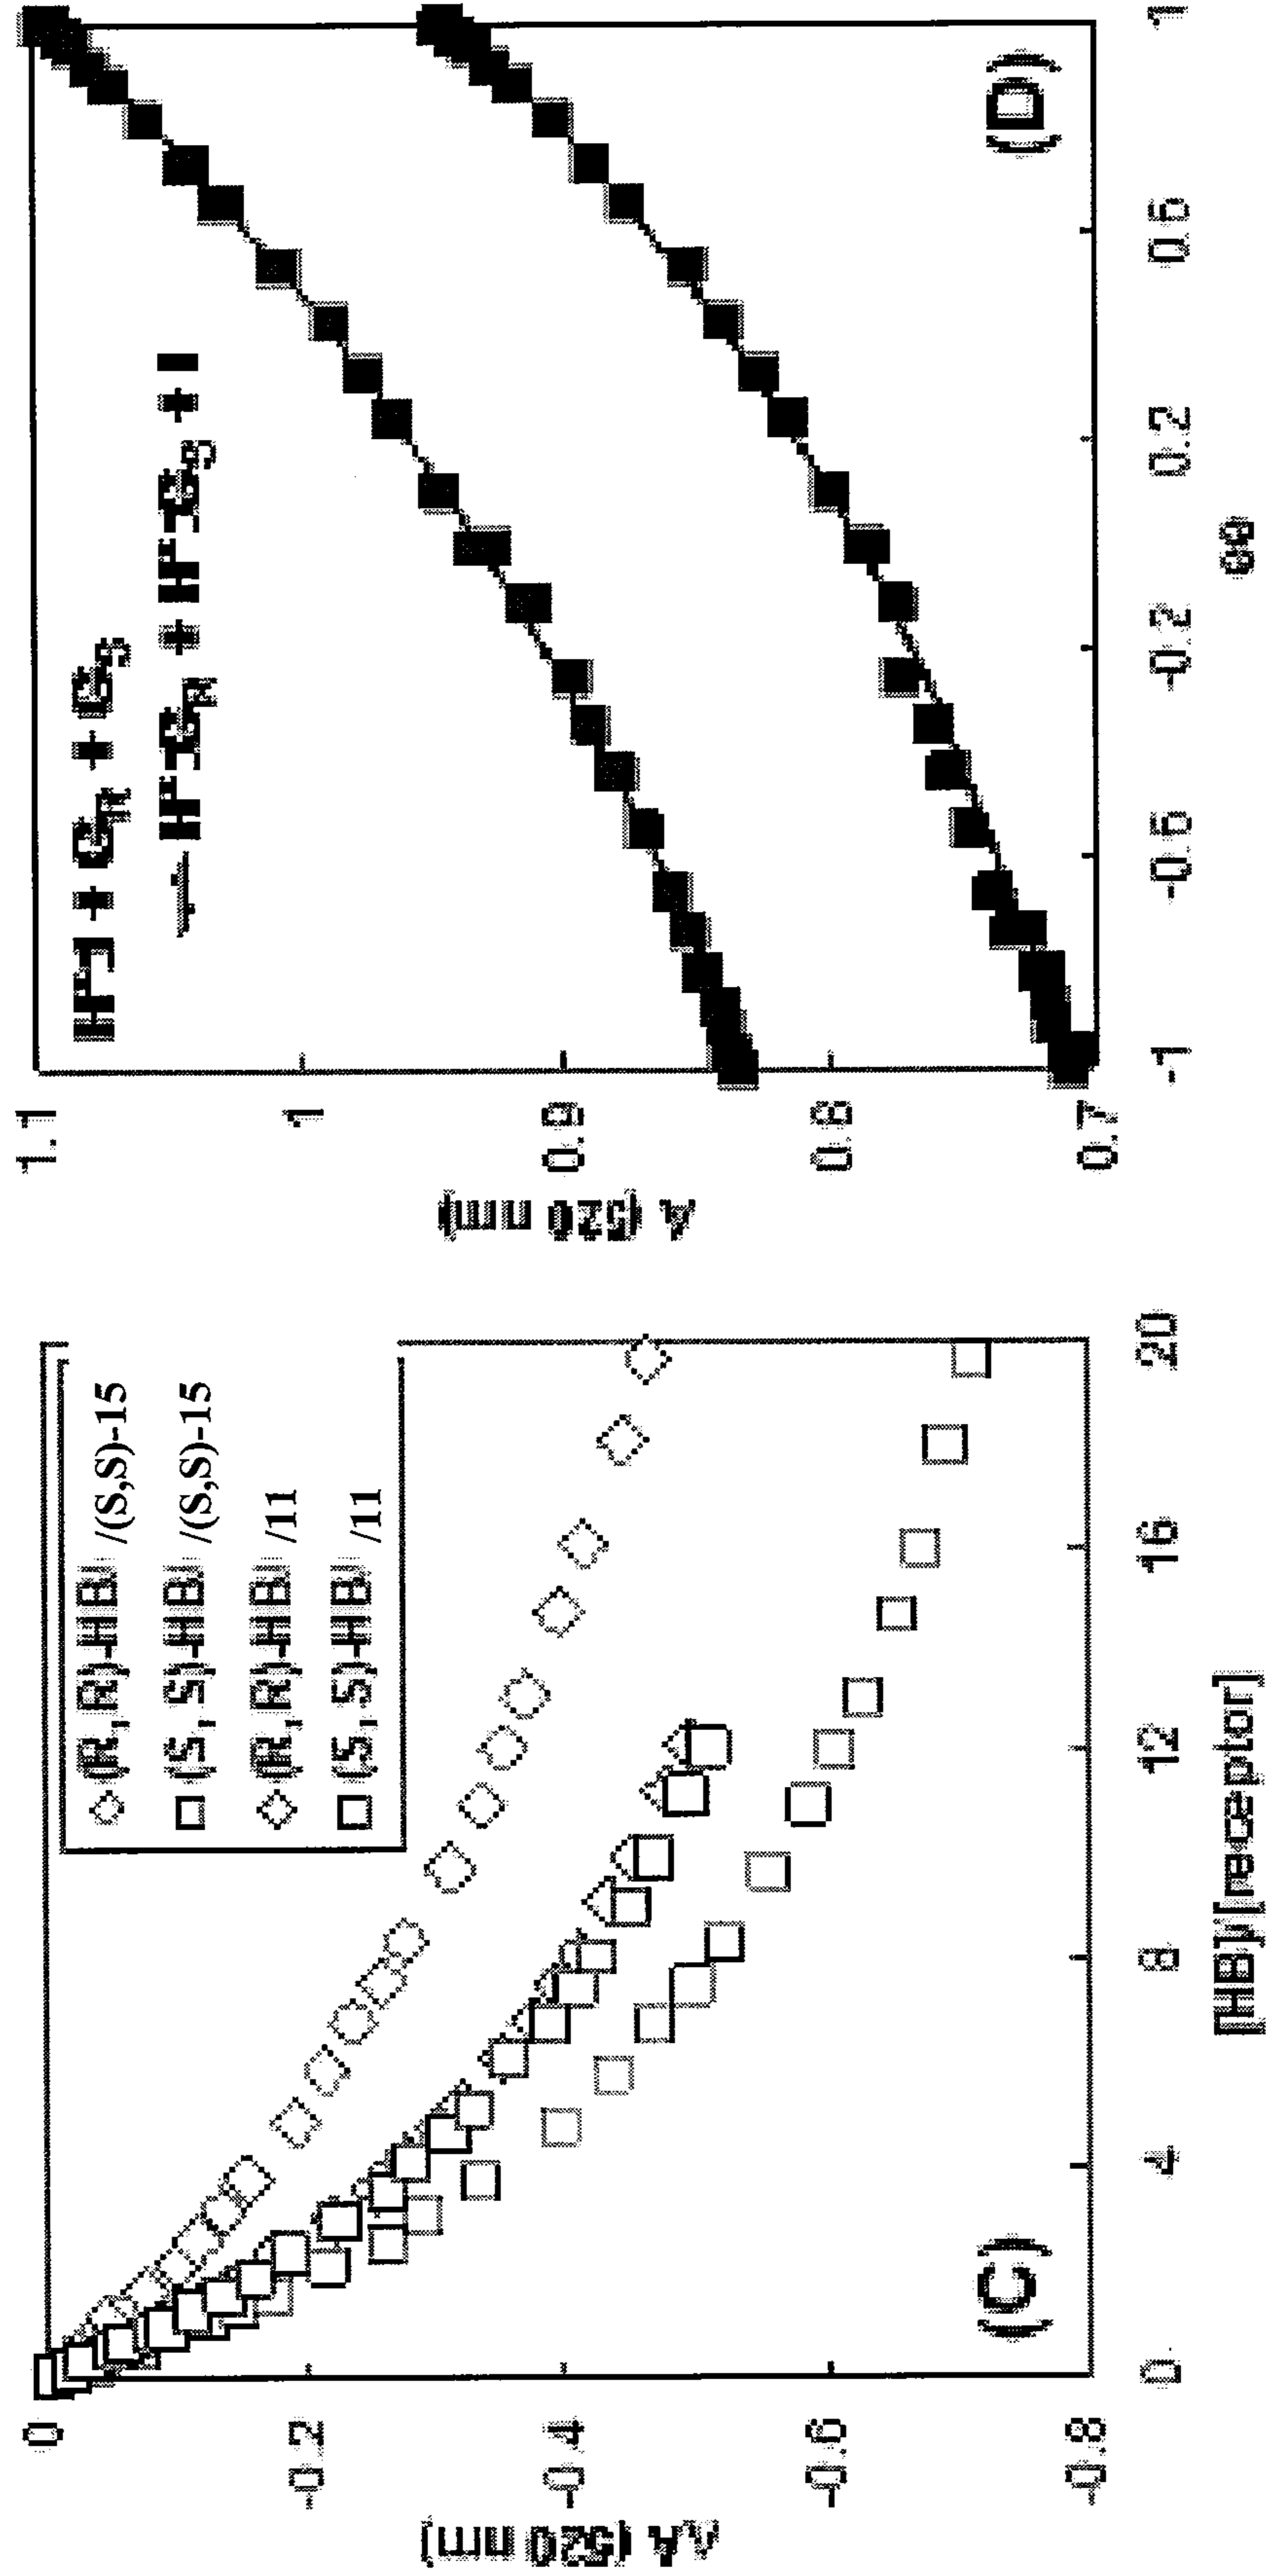 0
-0.2
-0.4
-0.6
-0.8
ΔA (520 nm)
(R,R)-HB /(S,S)-15
(S,S)-HB /(S,S)-15
(R,R)-HB /11
(S,S)-HB /11
(C)
0 4 8 12 16 20
[HB]/[receptor]
1.1
1
0.9
0.8
0.7
A (520 nm)
(D)
-1 -0.6 -0.2 0.2 0.6 1
ee